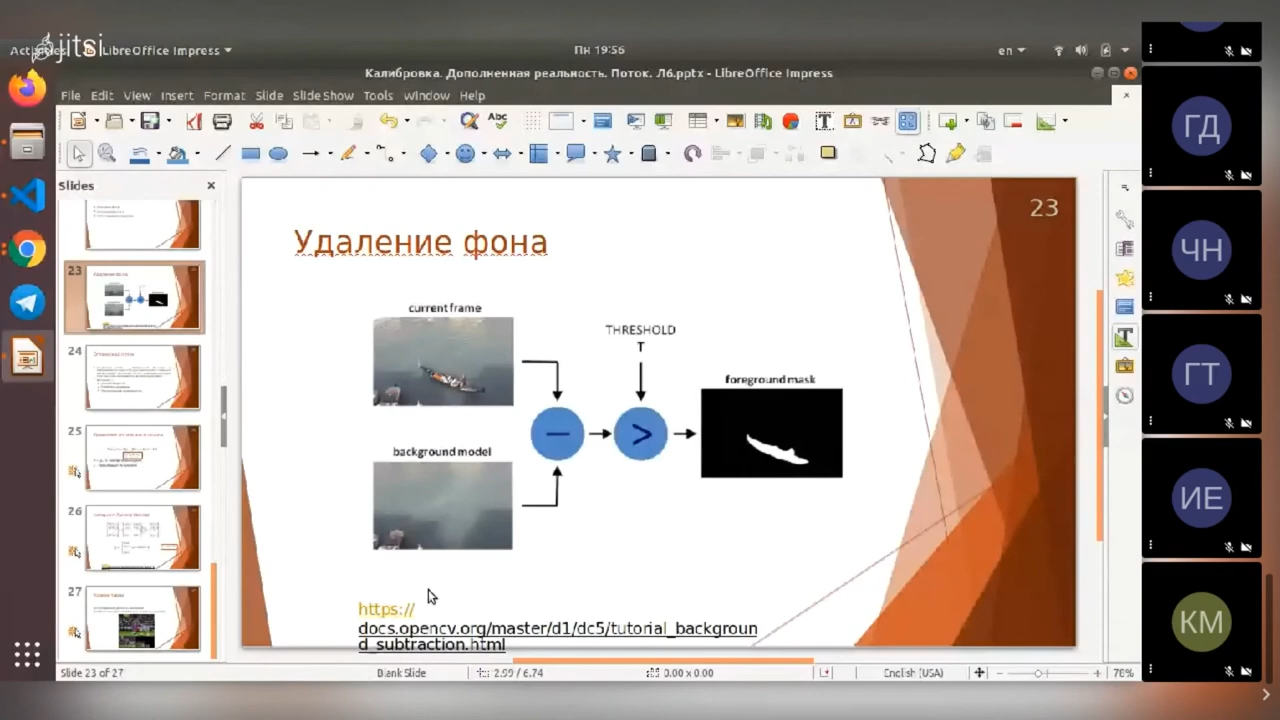 jitsi
LibreOffice Impress
Пн 19:56
en
Калибровка. Дополненная реальность. Поток. Л6.pptx - LibreOffice Impress
File Edit View Insert Format Slide Slide Show Tools Window Help
Slides
23
24
25
26
27
23
Удаление фона
current frame
THRESHOLD
T
foreground mask
background model
https://
docs.opencv.org/master/d1/dc5/tutorial_backgroun
d_subtraction.html
Slide 23 of 27
Blank Slide
2.99 / 6.74
0.00 x 0.00
English (USA)
78%
ГД
ЧН
ГТ
ИЕ
КМ